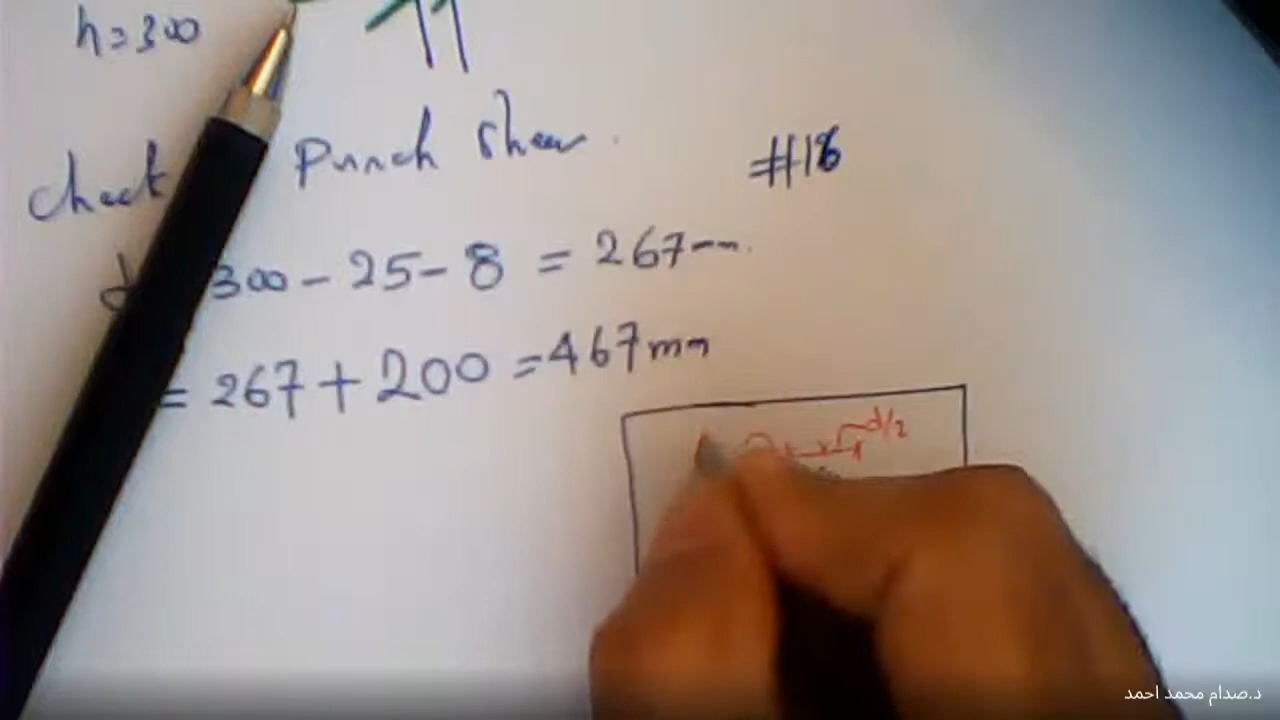 h=300
check Punch shear.
#16
d 300-25-8 = 267mm.
= 267+200 =467mm
d/2
د.صدام محمد احمد